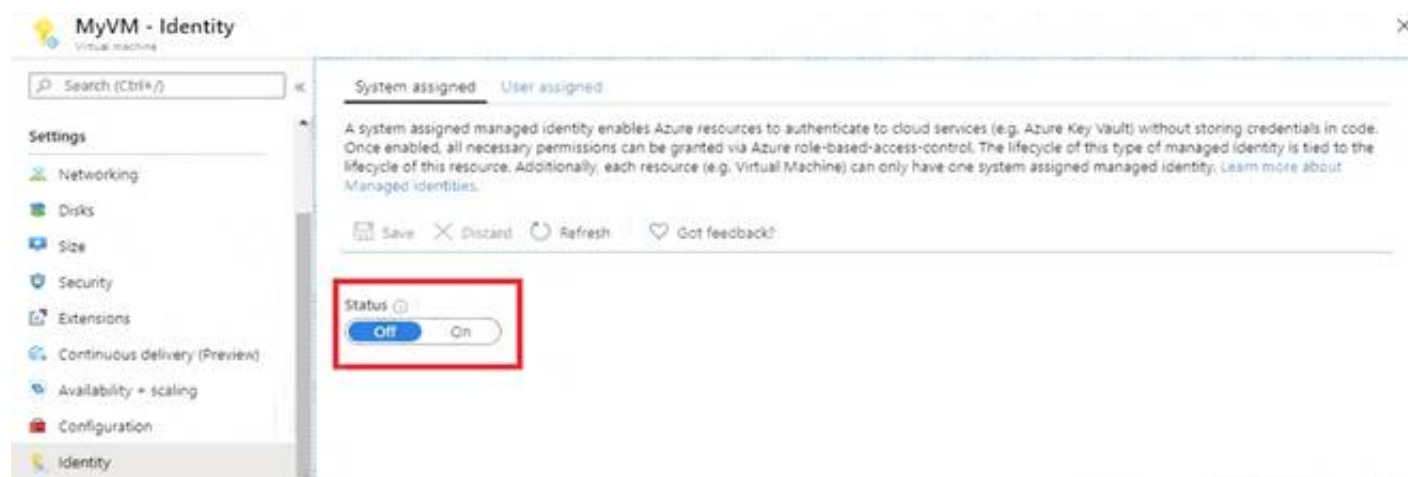 MyVM - Identity
Virtual machine
Search (Ctrl+/)
Settings
Networking
Disks
Size
Security
Extensions
Continuous delivery (Preview)
Availability + scaling
Configuration
Identity
System assigned User assigned
A system assigned managed identity enables Azure resources to authenticate to cloud services (e.g. Azure Key Vault) without storing credentials in code.
Once enabled, all necessary permissions can be granted via Azure role-based-access-control. The lifecycle of this type of managed identity is tied to the
lifecycle of this resource. Additionally, each resource (e.g. Virtual Machine) can only have one system assigned managed identity. Learn more about
Managed identities.
Save Discard Refresh Got feedback?
Status
Off On